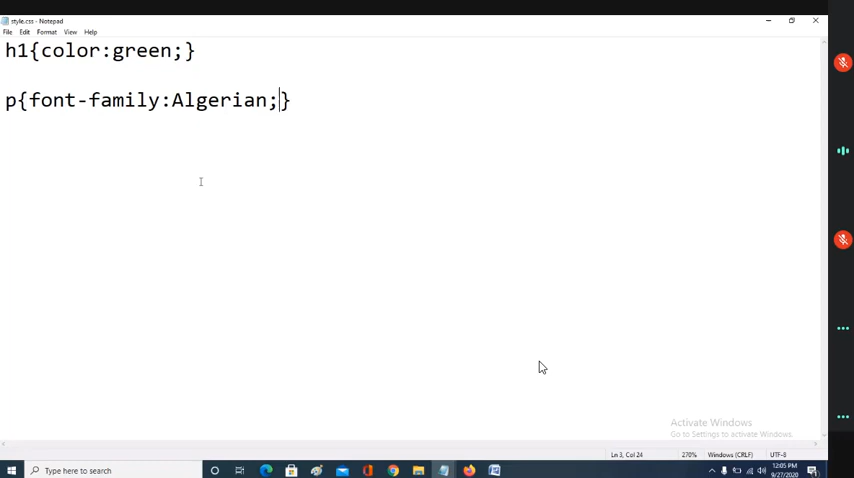 style.css - Notepad
File Edit Format View Help
h1{color:green;}
p{font-family:Algerian;}
Activate Windows
Go to Settings to activate Windows.
Ln 3, Col 24 270% Windows (CRLF) UTF-8
Type here to search
12:05 PM
9/27/2020